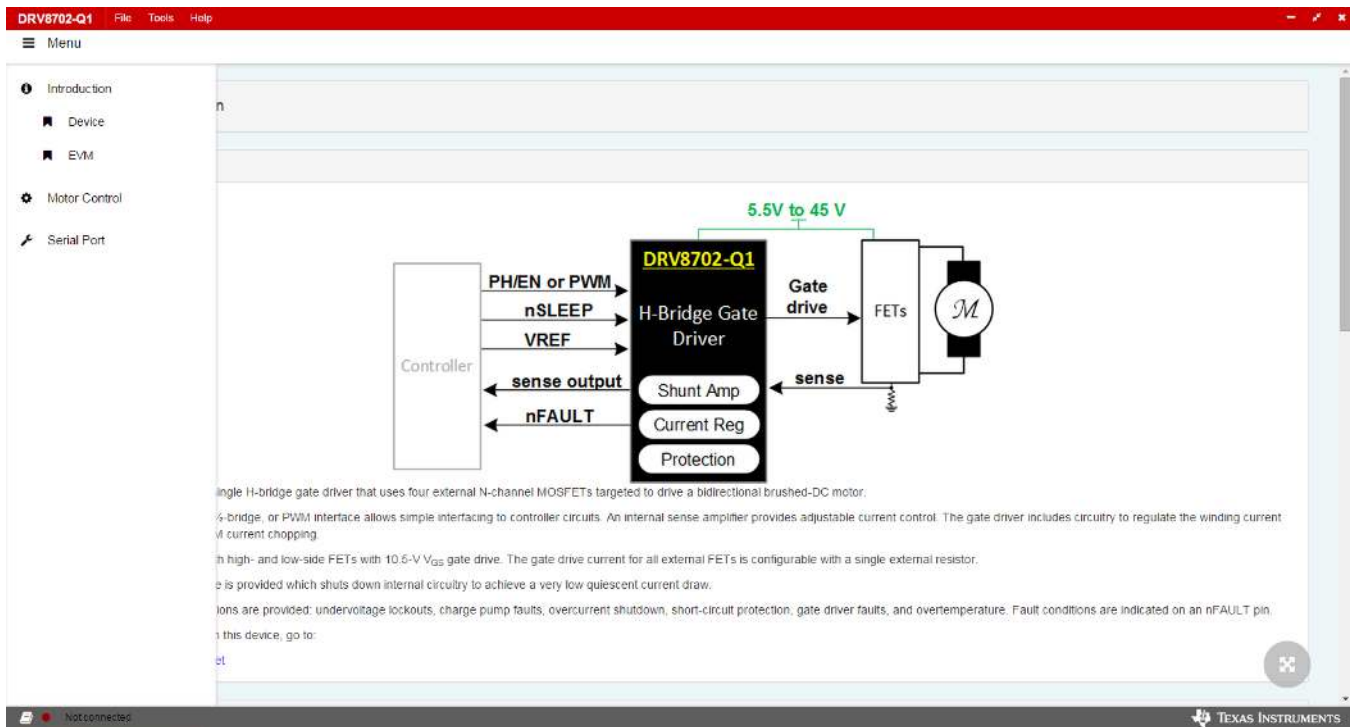 DRV8702-Q1 File Tools Help
Menu
Introduction
Device
EVM
Motor Control
Serial Port
n
5.5V to 45 V
DRV8702-Q1
H-Bridge Gate
Driver
Controller
PH/EN or PWM
nSLEEP
VREF
sense output
nFAULT
Gate
drive
FETs
M
sense
Shunt Amp
Current Reg
Protection
ingle H-bridge gate driver that uses four external N-channel MOSFETs targeted to drive a bidirectional brushed-DC motor.
½-bridge, or PWM interface allows simple interfacing to controller circuits. An internal sense amplifier provides adjustable current control. The gate driver includes circuitry to regulate the winding current
M current chopping.
h high- and low-side FETs with 10.5-V VGS gate drive. The gate drive current for all external FETs is configurable with a single external resistor.
e is provided which shuts down internal circuitry to achieve a very low quiescent current draw.
ions are provided: undervoltage lockouts, charge pump faults, overcurrent shutdown, short-circuit protection, gate driver faults, and overtemperature. Fault conditions are indicated on an nFAULT pin.
this device, go to:
et
Not connected
TEXAS INSTRUMENTS